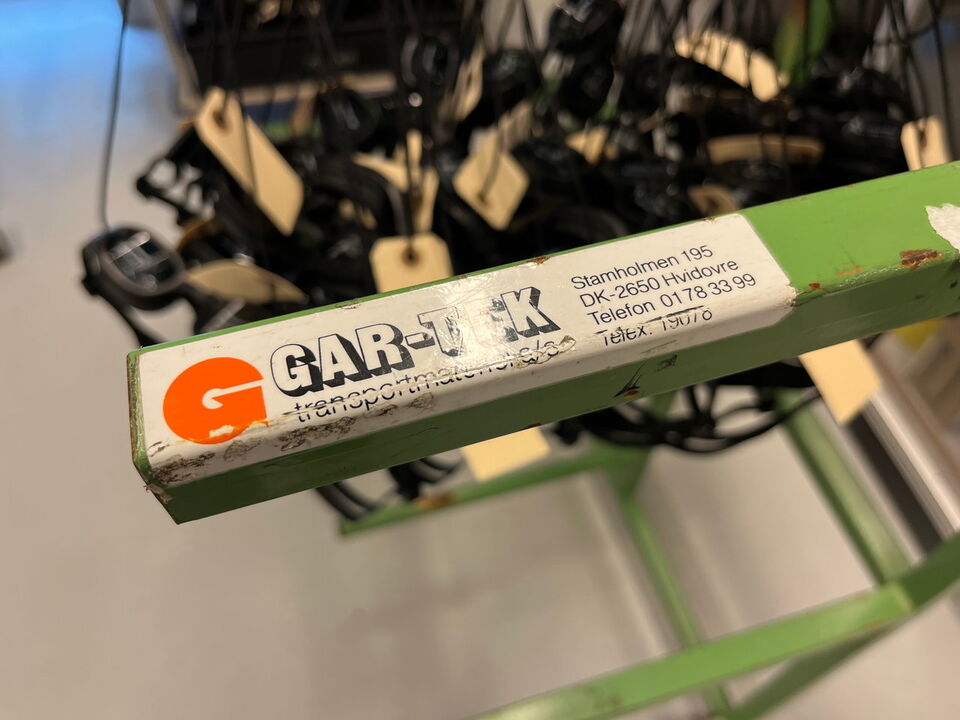 G GAR-TEK
transportmateriel a/s
Stamholmen 195
DK-2650 Hvidovre
Telefon 01 78 33 99
Telex: 19078